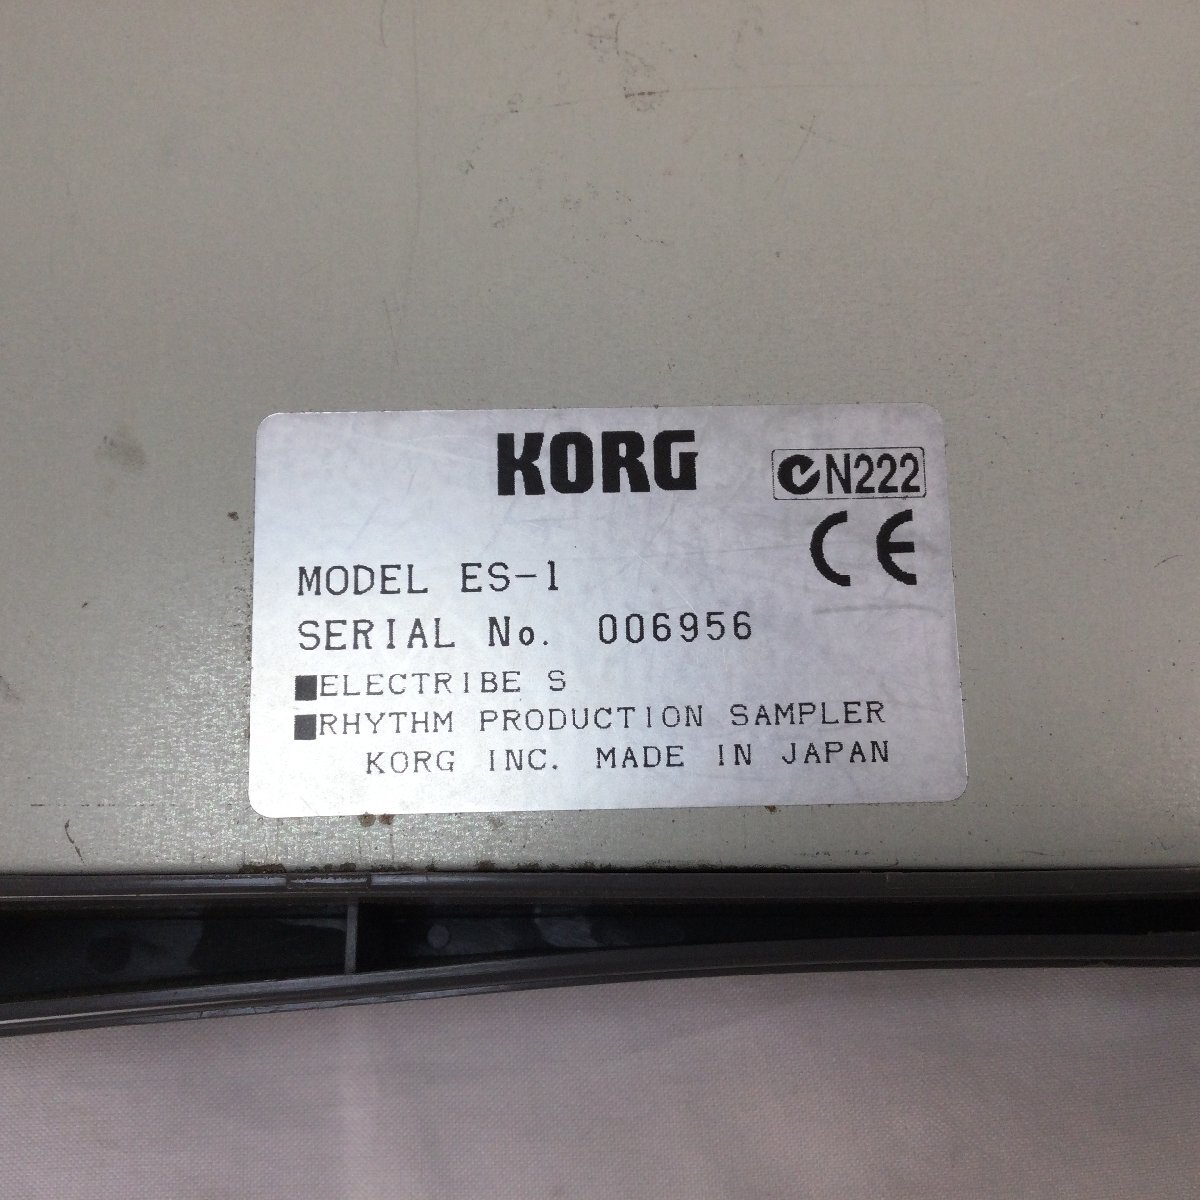 KORG
N222
CE
MODEL ES-1
SERIAL No. 006956
■ELECTRIBE S
■RHYTHM PRODUCTION SAMPLER
KORG INC. MADE IN JAPAN